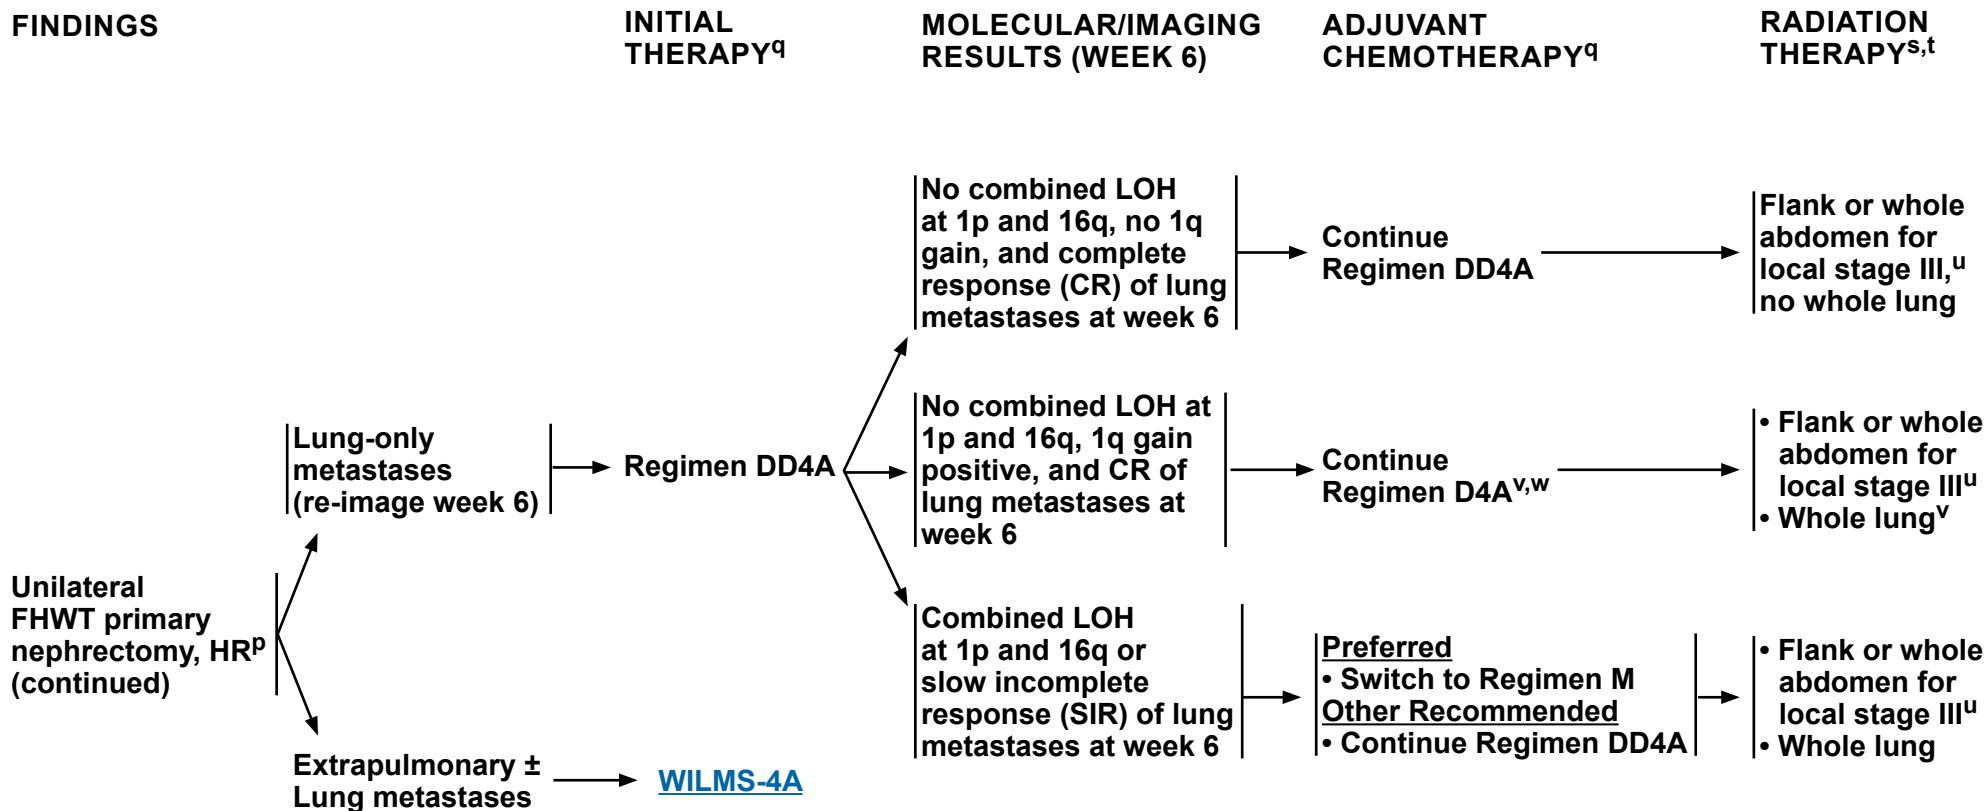 FINDINGS
INITIAL
THERAPYq
MOLECULAR/IMAGING
RESULTS (WEEK 6)
ADJUVANT
CHEMOTHERAPYq
RADIATION
THERAPYs,t
Unilateral
FHWT primary
nephrectomy, HRp
(continued)
Lung-only
metastases
(re-image week 6)
Regimen DD4A
No combined LOH
at 1p and 16q, no 1q
gain, and complete
response (CR) of lung
metastases at week 6
Continue
Regimen DD4A
Flank or whole
abdomen for
local stage III,u
no whole lung
No combined LOH at
1p and 16q, 1q gain
positive, and CR of
lung metastases at
week 6
Continue
Regimen D4Av,w
• Flank or whole
abdomen for
local stage IIIu
• Whole lungv
Combined LOH
at 1p and 16q or
slow incomplete
response (SIR) of lung
metastases at week 6
Preferred
• Switch to Regimen M
Other Recommended
• Continue Regimen DD4A
• Flank or whole
abdomen for
local stage IIIu
• Whole lung
Extrapulmonary ±
Lung metastases
WILMS-4A